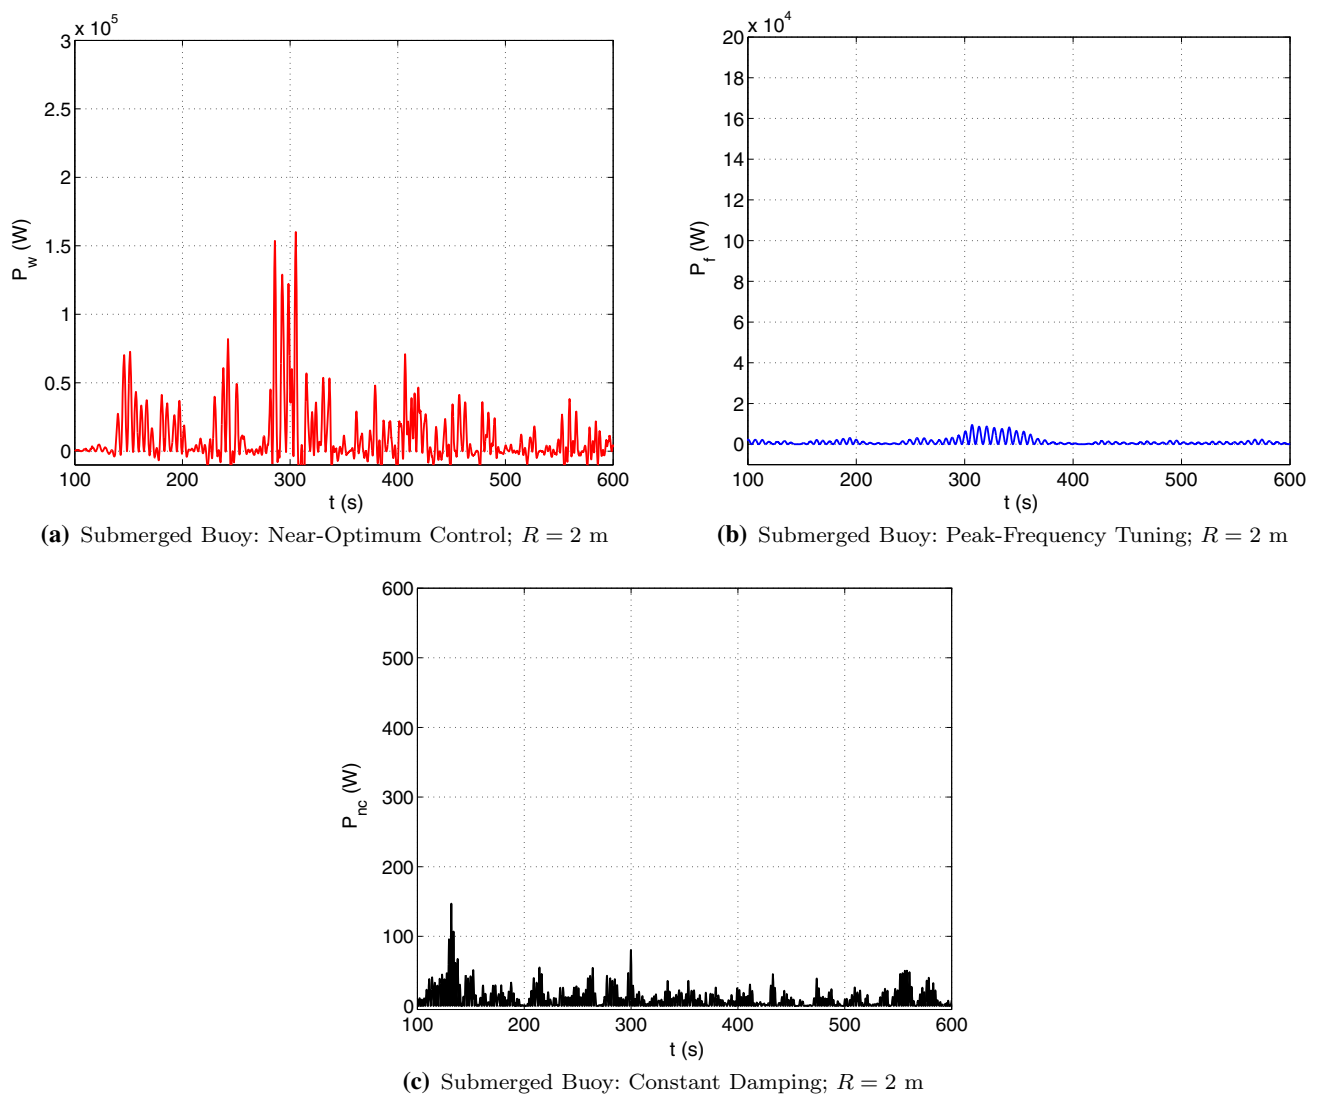 x 10^5
3
2.5
2
1.5
1
0.5
0
P_w (W)
100 200 300 400 500 600
t (s)
(a) Submerged Buoy: Near-Optimum Control; R = 2 m
x 10^4
20
18
16
14
12
10
8
6
4
2
0
P_f (W)
100 200 300 400 500 600
t (s)
(b) Submerged Buoy: Peak-Frequency Tuning; R = 2 m
600
500
400
300
200
100
0
P_nc (W)
100 200 300 400 500 600
t (s)
(c) Submerged Buoy: Constant Damping; R = 2 m